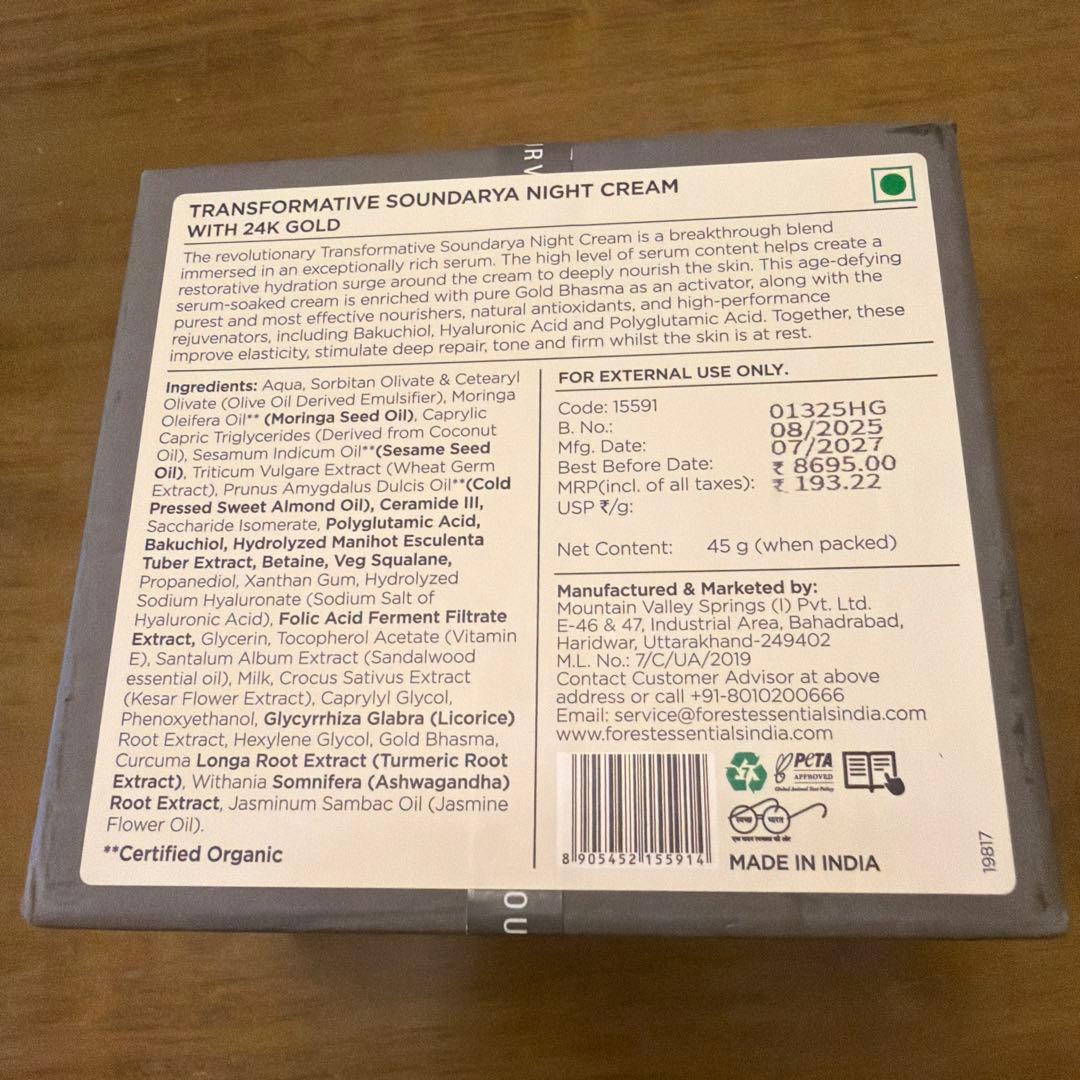 RV
TRANSFORMATIVE SOUNDARYA NIGHT CREAM
WITH 24K GOLD
The revolutionary Transformative Soundarya Night Cream is a breakthrough blend
immersed in an exceptionally rich serum. The high level of serum content helps create a
restorative hydration surge around the cream to deeply nourish the skin. This age-defying
serum-soaked cream is enriched with pure Gold Bhasma as an activator, along with the
purest and most effective nourishers, natural antioxidants, and high-performance
rejuvenators, including Bakuchiol, Hyaluronic Acid and Polyglutamic Acid. Together, these
improve elasticity, stimulate deep repair, tone and firm whilst the skin is at rest.
Ingredients: Aqua, Sorbitan Olivate & Cetearyl
Olivate (Olive Oil Derived Emulsifier), Moringa
Oleifera Oil** (Moringa Seed Oil), Caprylic
Capric Triglycerides (Derived from Coconut
Oil), Sesamum Indicum Oil**(Sesame Seed
Oil), Triticum Vulgare Extract (Wheat Germ
Extract), Prunus Amygdalus Dulcis Oil**(Cold
Pressed Sweet Almond Oil), Ceramide III,
Saccharide Isomerate, Polyglutamic Acid,
Bakuchiol, Hydrolyzed Manihot Esculenta
Tuber Extract, Betaine, Veg Squalane,
Propanediol, Xanthan Gum, Hydrolyzed
Sodium Hyaluronate (Sodium Salt of
Hyaluronic Acid), Folic Acid Ferment Filtrate
Extract, Glycerin, Tocopherol Acetate (Vitamin
E), Santalum Album Extract (Sandalwood
essential oil), Milk, Crocus Sativus Extract
(Kesar Flower Extract), Caprylyl Glycol,
Phenoxyethanol, Glycyrrhiza Glabra (Licorice)
Root Extract, Hexylene Glycol, Gold Bhasma,
Curcuma Longa Root Extract (Turmeric Root
Extract), Withania Somnifera (Ashwagandha)
Root Extract, Jasminum Sambac Oil (Jasmine
Flower Oil).
**Certified Organic
FOR EXTERNAL USE ONLY.
Code: 15591
B. No.: 01325HG
Mfg. Date: 08/2025
Best Before Date: 07/2027
MRP(incl. of all taxes): ₹ 8695.00
USP ₹/g: ₹ 193.22
Net Content: 45 g (when packed)
Manufactured & Marketed by:
Mountain Valley Springs (I) Pvt. Ltd.
E-46 & 47, Industrial Area, Bahadrabad,
Haridwar, Uttarakhand-249402
M.L. No.: 7/C/UA/2019
Contact Customer Advisor at above
address or call +91-8010200666
Email: service@forestessentialsindia.com
www.forestessentialsindia.com
7
PETA
APPROVED
Global Animal Test Policy
स्वच्छ भारत
एक कदम स्वच्छता की ओर
8 905452 155914
MADE IN INDIA
19817
OU